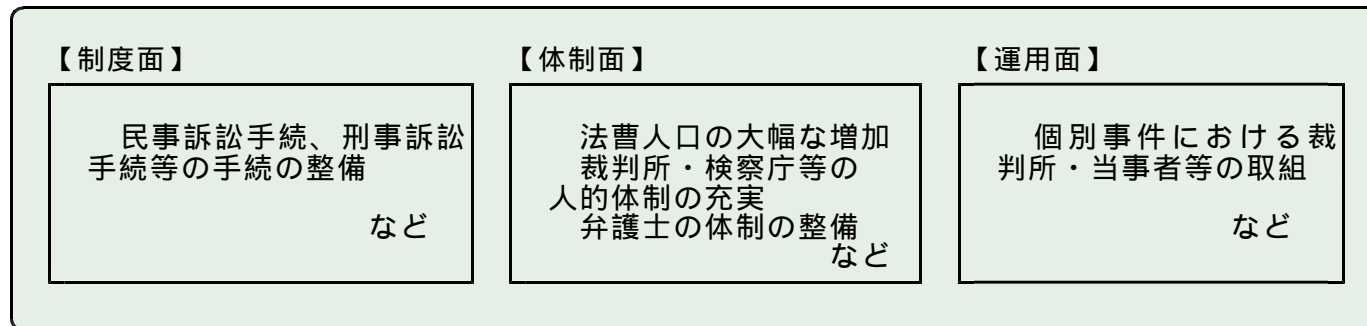 【制度面】
民事訴訟手続、刑事訴訟
手続等の手続の整備
など
【体制面】
法曹人口の大幅な増加
裁判所・検察庁等の
人的体制の充実
弁護士の体制の整備
など
【運用面】
個別事件における裁
判所・当事者等の取組
など